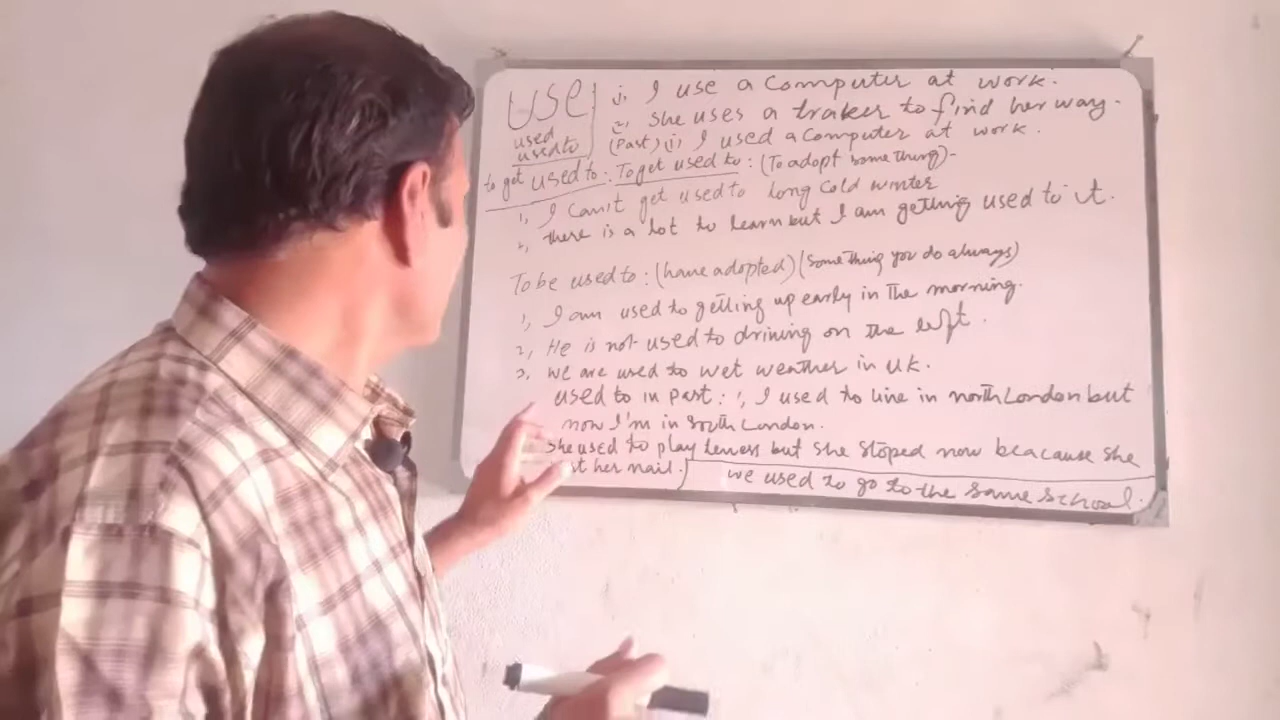 USE i, I use a computer at work.
used 2, She uses a traker to find her way.
used to (Past) (i) I used a computer at work.
to get used to: To get used to: (To adopt something)-
1, I can't get used to long cold winter
2, there is a lot to learn but I am getting used to it.
To be used to: (have adopted) (something you do always)
1, I am used to getting up early in the morning.
2, He is not used to drining on the left.
3, we are used to wet weather in uk.
used to in Past: 1, I used to line in north London but
now I'm in South London.
She used to play teness but she stoped now beacause she
her nail.)
we used to go to the same school.